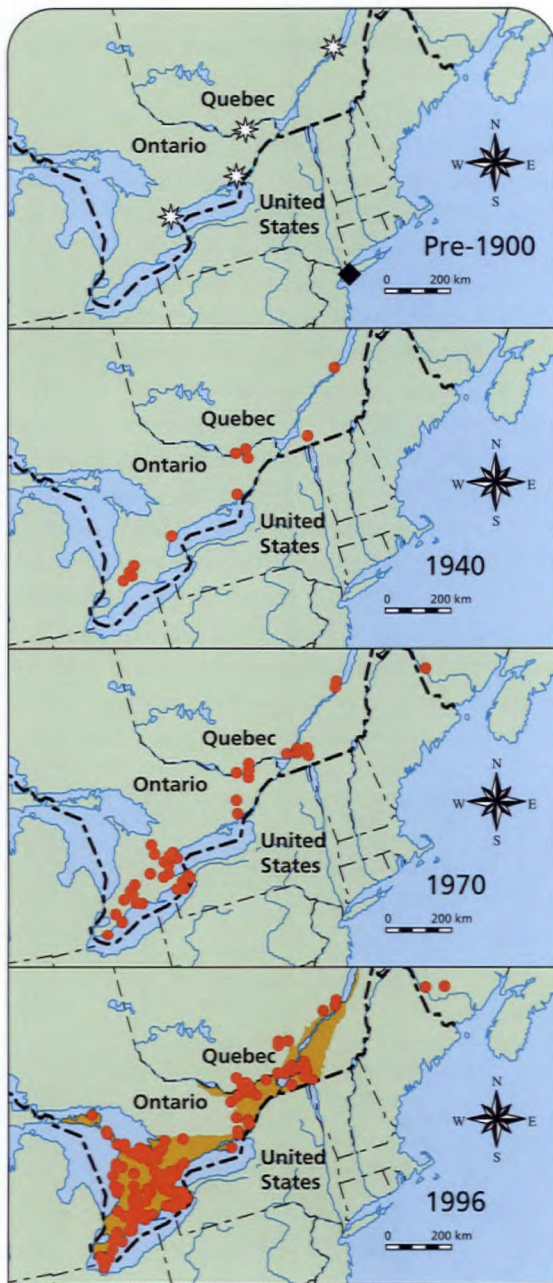 Quebec
Ontario
N
W E
S
United
States
Pre-1900
0 200 km
Quebec
Ontario
N
W E
S
United
States
1940
0 200 km
Quebec
Ontario
N
W E
S
United
States
1970
0 200 km
Quebec
Ontario
N
W E
S
United
States
1996
0 200 km